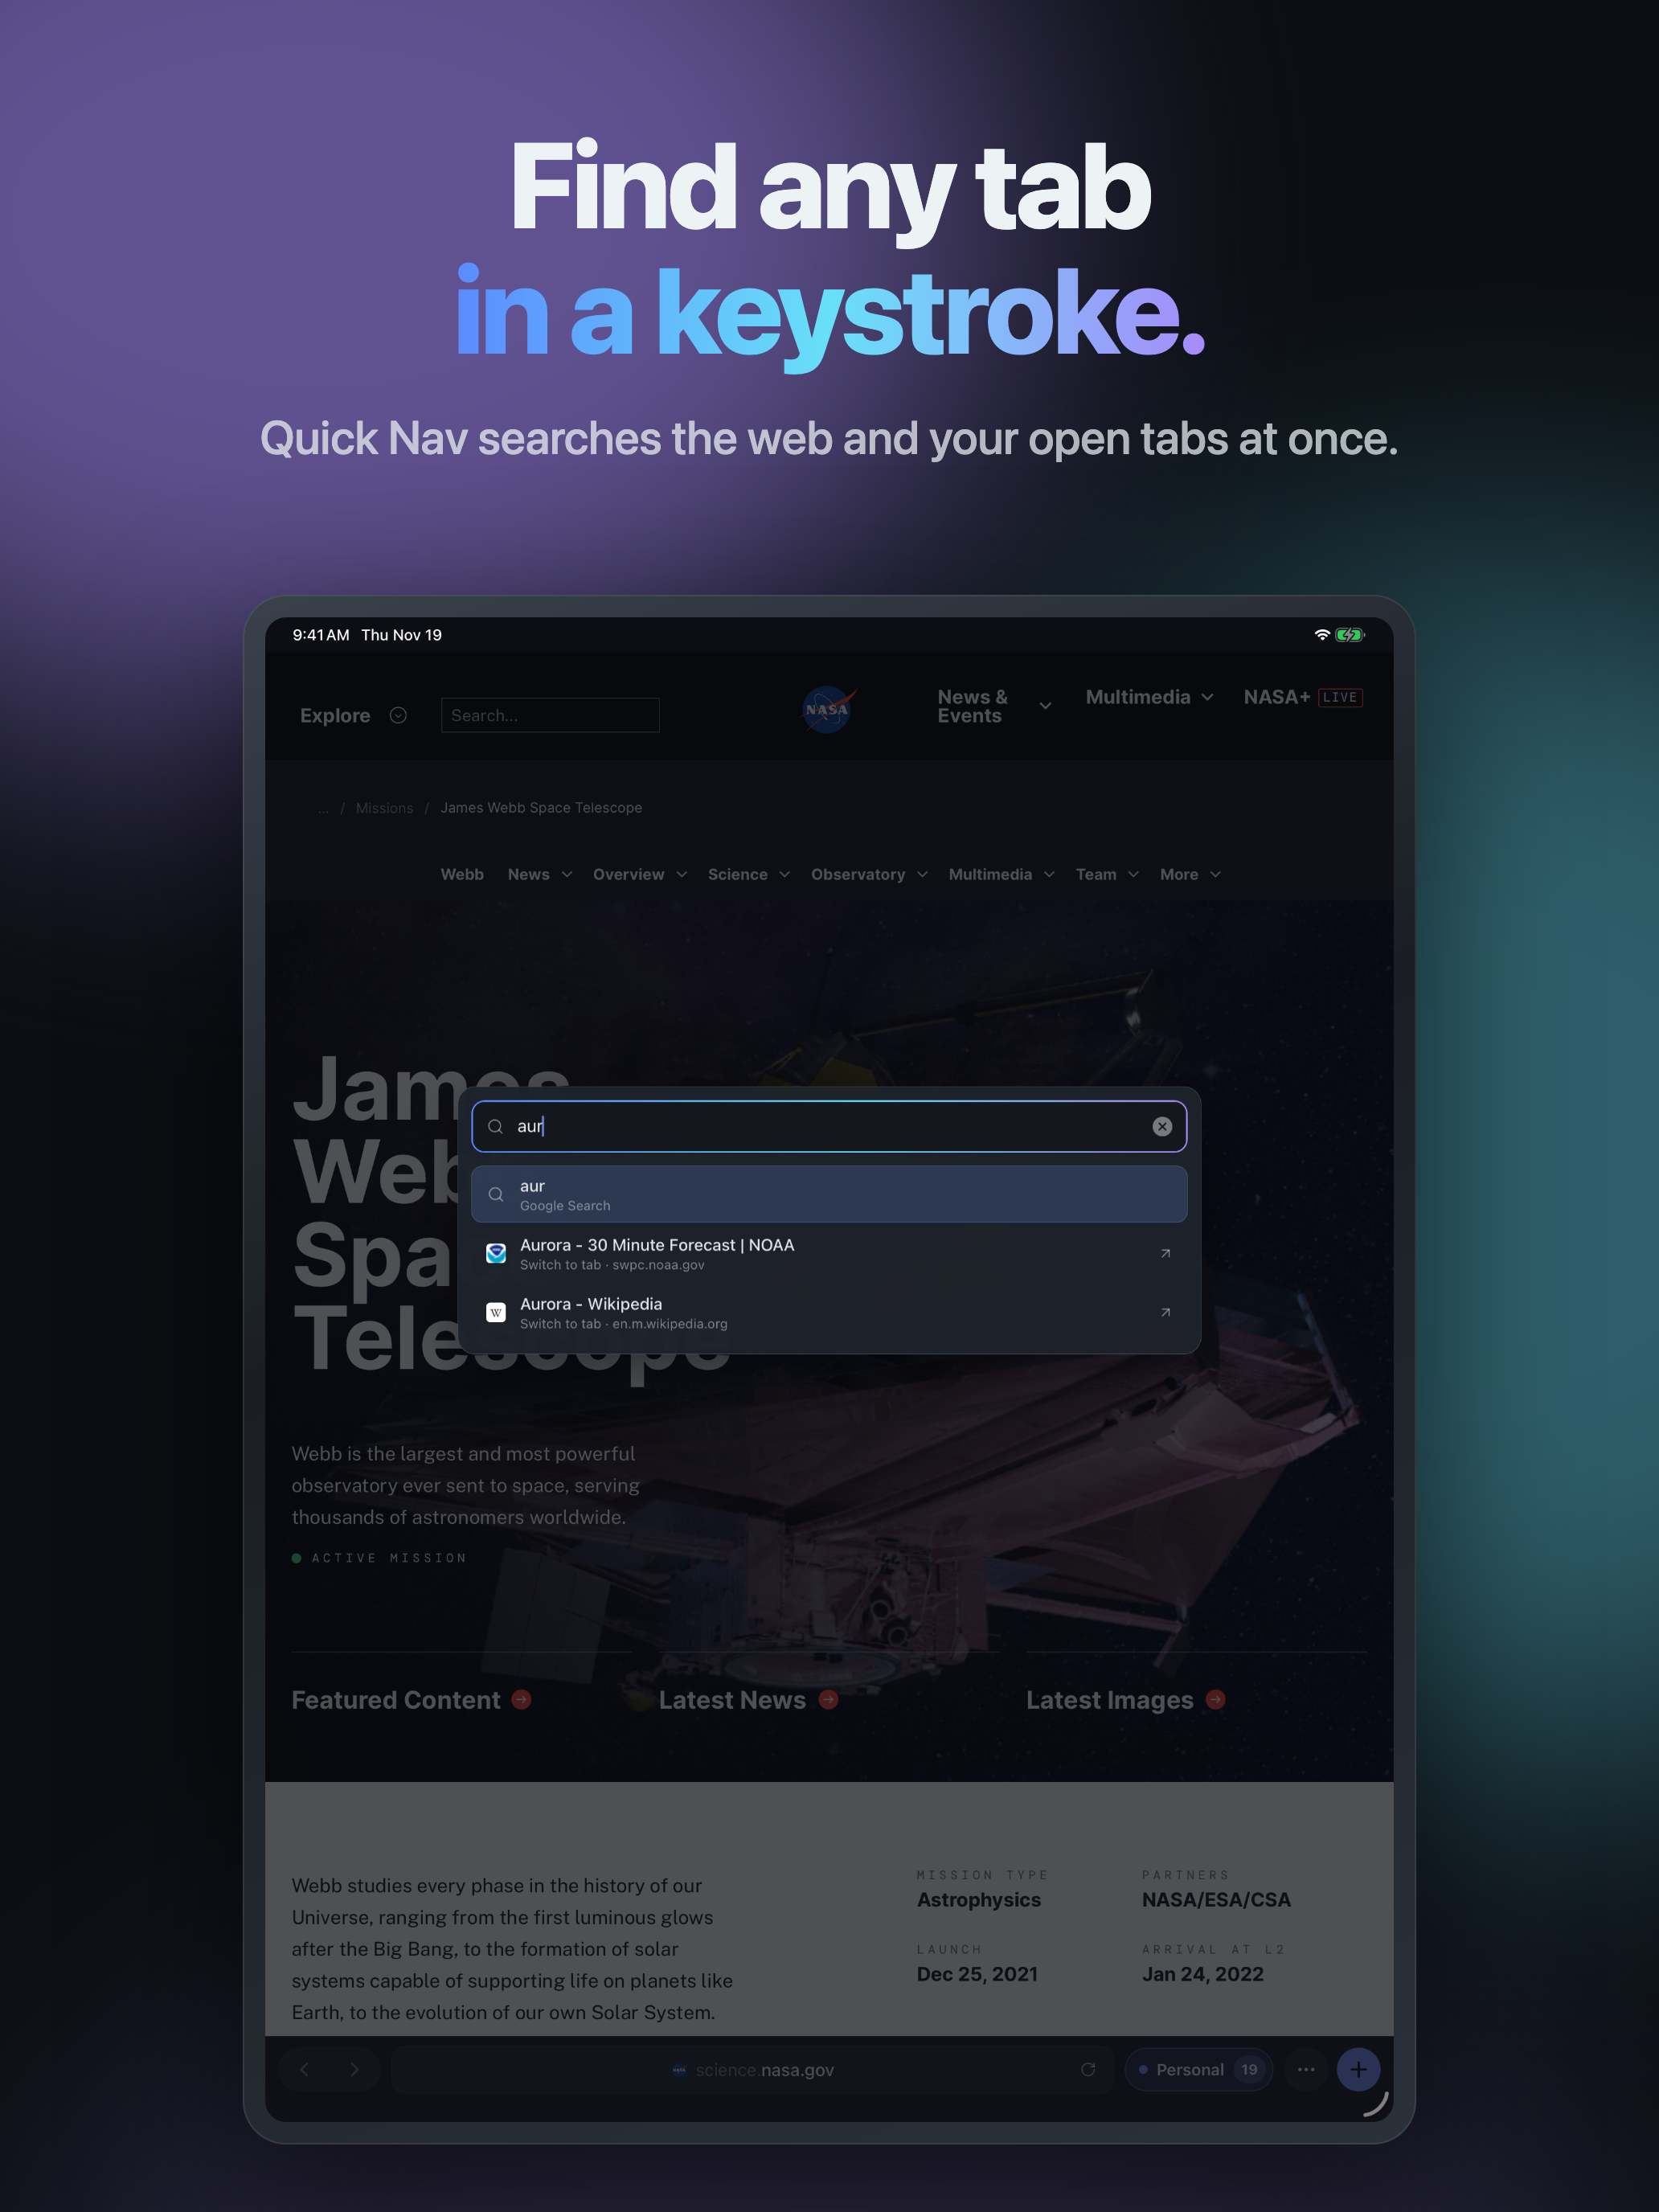 Find any tab
in a keystroke.
Quick Nav searches the web and your open tabs at once.
9:41 AM Thu Nov 19
Explore
Search...
NASA
News &
Events
Multimedia
NASA+ LIVE
... / Missions / James Webb Space Telescope
Webb News Overview Science Observatory Multimedia Team More
James
Webb
Space
Telescope
aur
aur
Google Search
Aurora - 30 Minute Forecast | NOAA
Switch to tab · swpc.noaa.gov
W
Aurora - Wikipedia
Switch to tab · en.m.wikipedia.org
Webb is the largest and most powerful
observatory ever sent to space, serving
thousands of astronomers worldwide.
ACTIVE MISSION
Featured Content
Latest News
Latest Images
Webb studies every phase in the history of our
Universe, ranging from the first luminous glows
after the Big Bang, to the formation of solar
systems capable of supporting life on planets like
Earth, to the evolution of our own Solar System.
MISSION TYPE
Astrophysics
PARTNERS
NASA/ESA/CSA
LAUNCH
Dec 25, 2021
ARRIVAL AT L2
Jan 24, 2022
science.nasa.gov
Personal 19